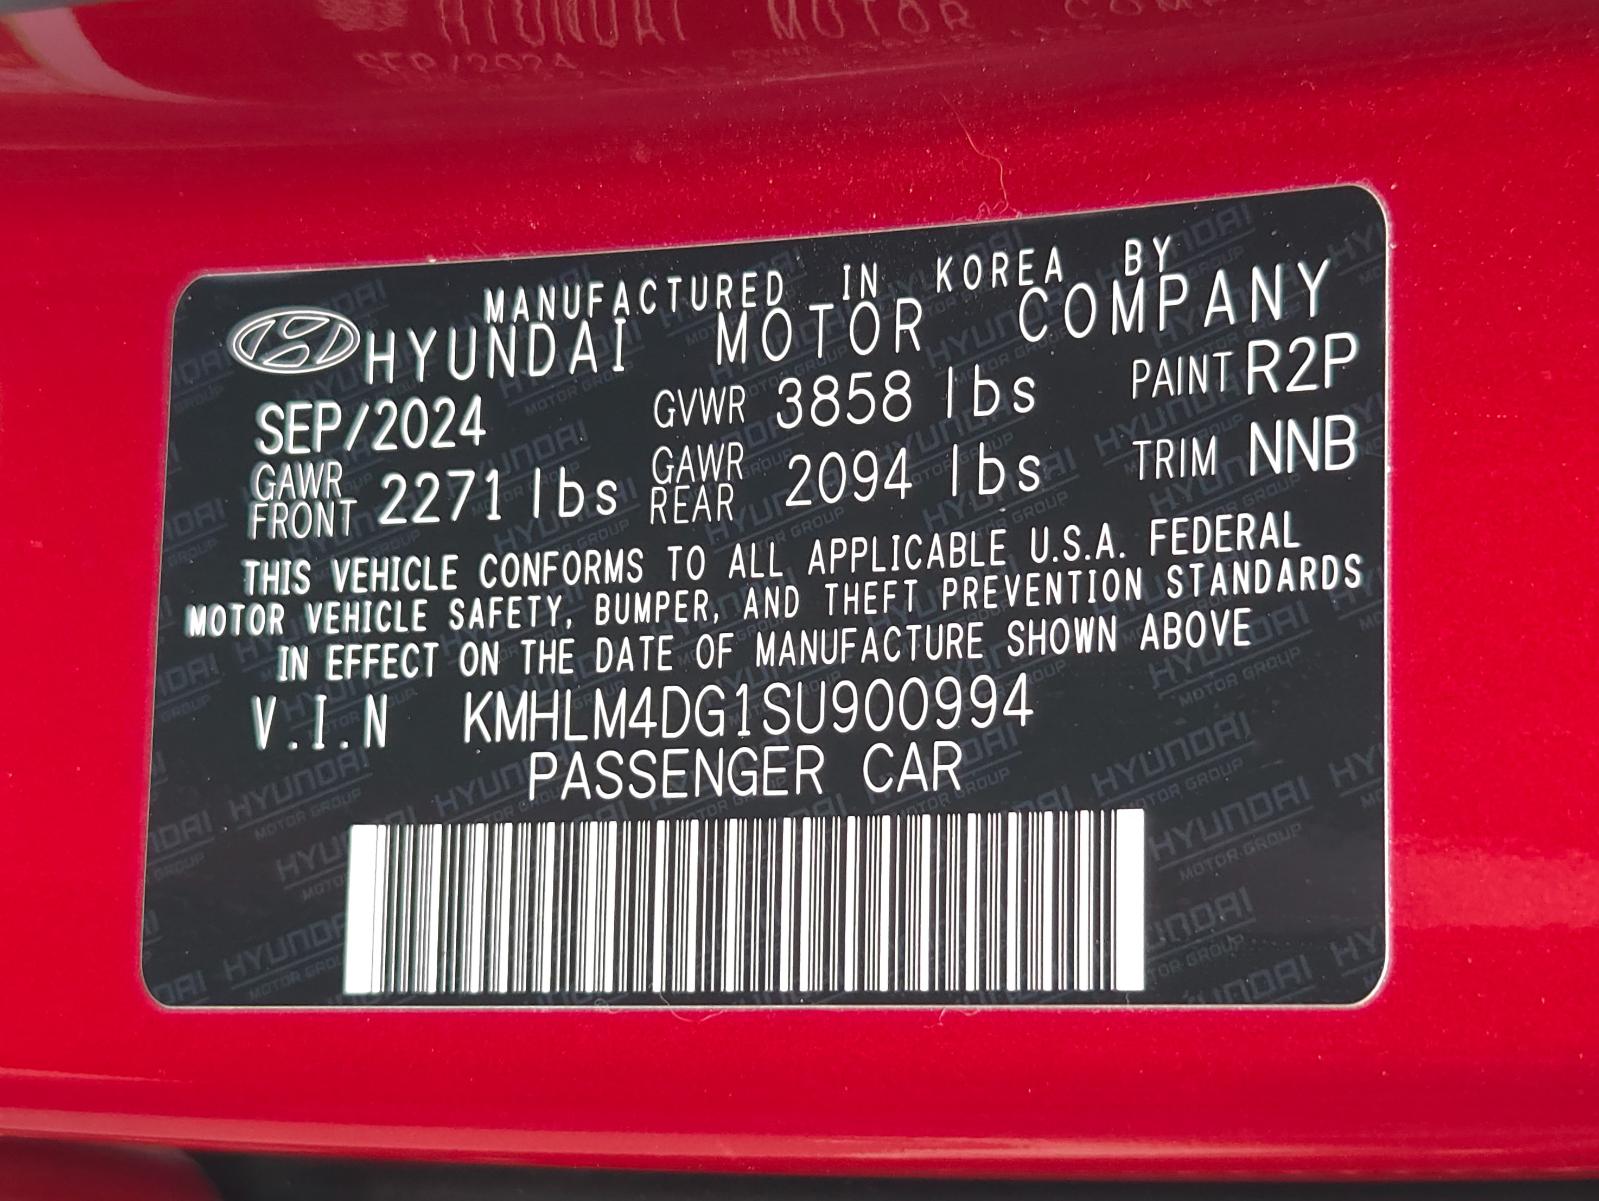 MANUFACTURED IN KOREA BY
HYUNDAI MOTOR COMPANY
SEP/2024 GVWR 3858 lbs PAINT R2P
GAWR FRONT 2271 lbs GAWR REAR 2094 lbs TRIM NNB
THIS VEHICLE CONFORMS TO ALL APPLICABLE U.S.A. FEDERAL
MOTOR VEHICLE SAFETY, BUMPER, AND THEFT PREVENTION STANDARDS
IN EFFECT ON THE DATE OF MANUFACTURE SHOWN ABOVE
V.I.N KMHLM4DG1SU900994
PASSENGER CAR